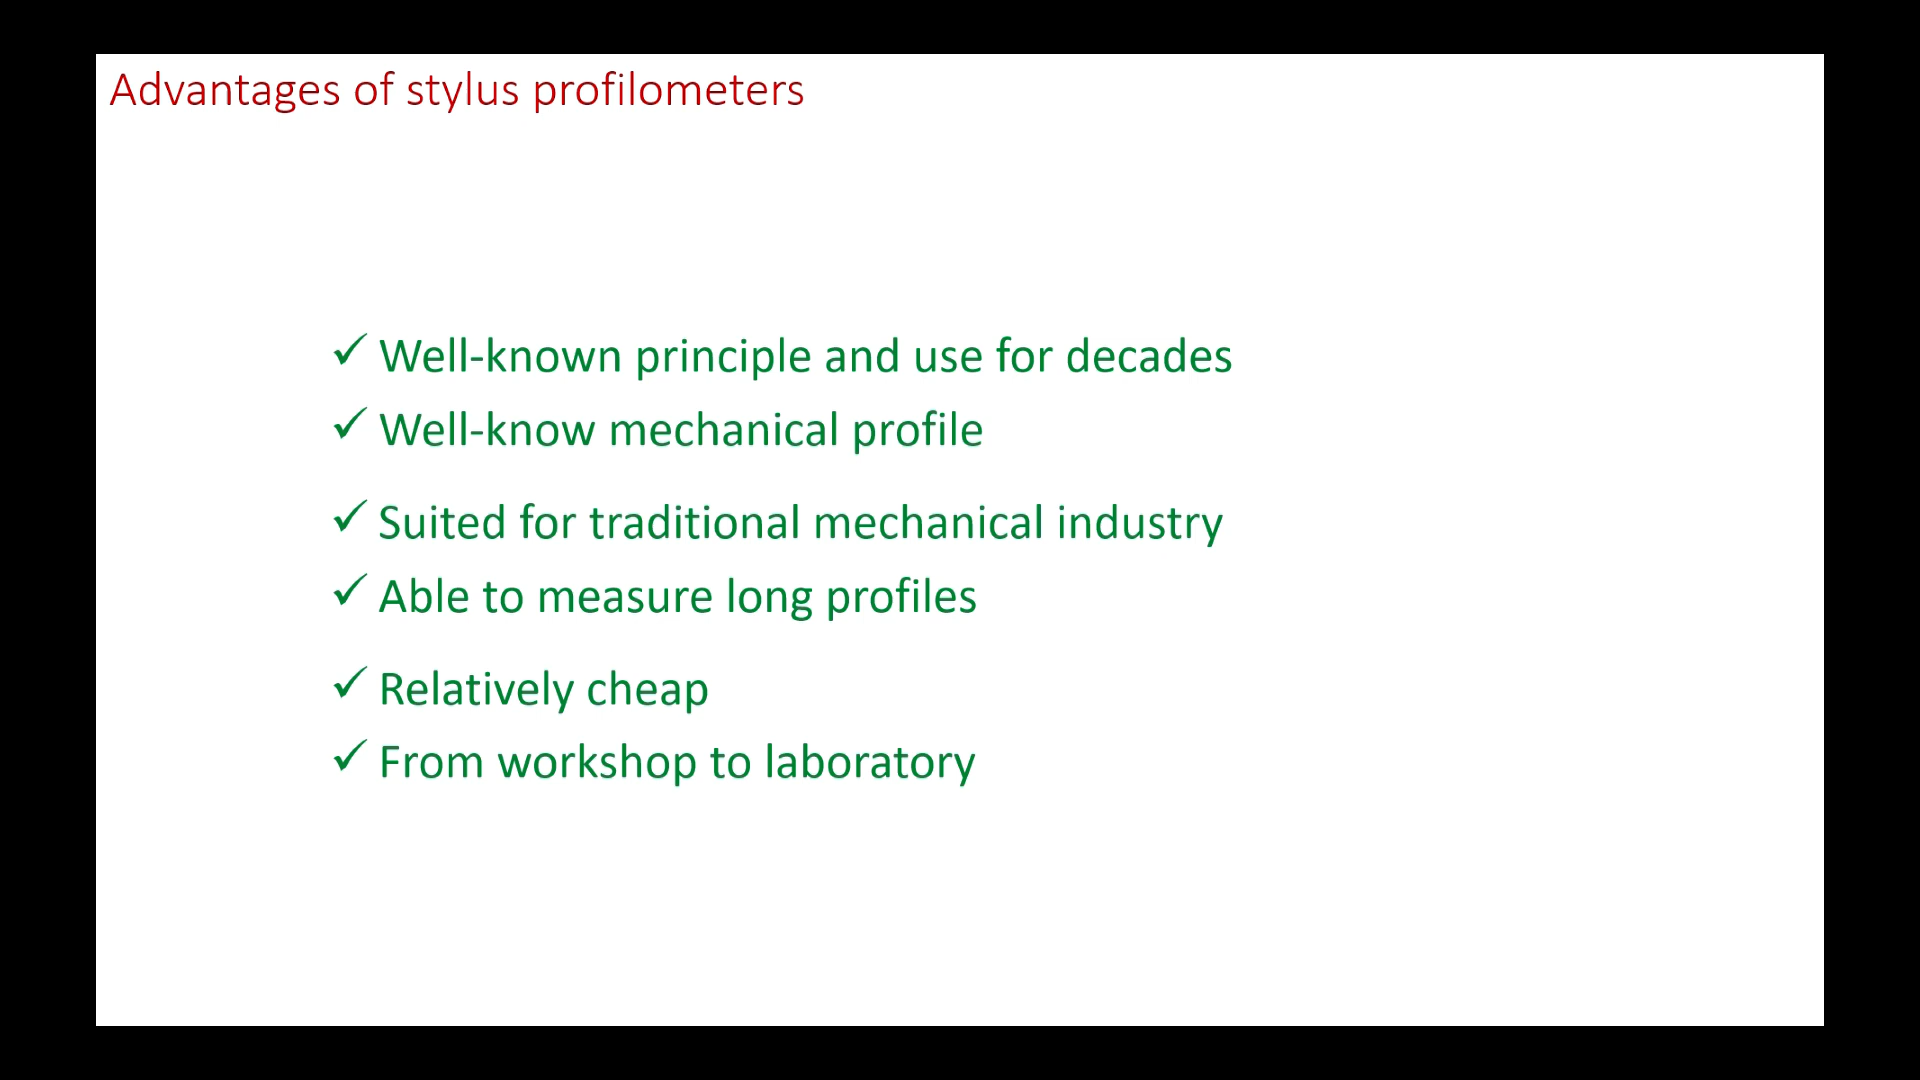 Advantages of stylus profilometers
✓ Well-known principle and use for decades
✓ Well-know mechanical profile
✓ Suited for traditional mechanical industry
✓ Able to measure long profiles
✓ Relatively cheap
✓ From workshop to laboratory